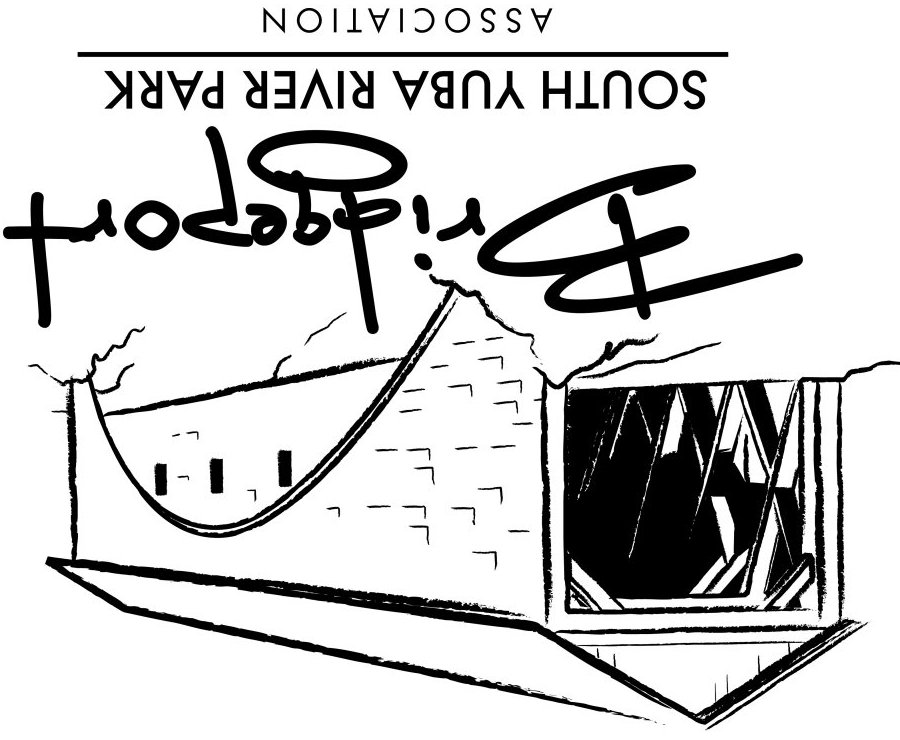 Bridgeport
SOUTH YUBA RIVER PARK
ASSOCIATION